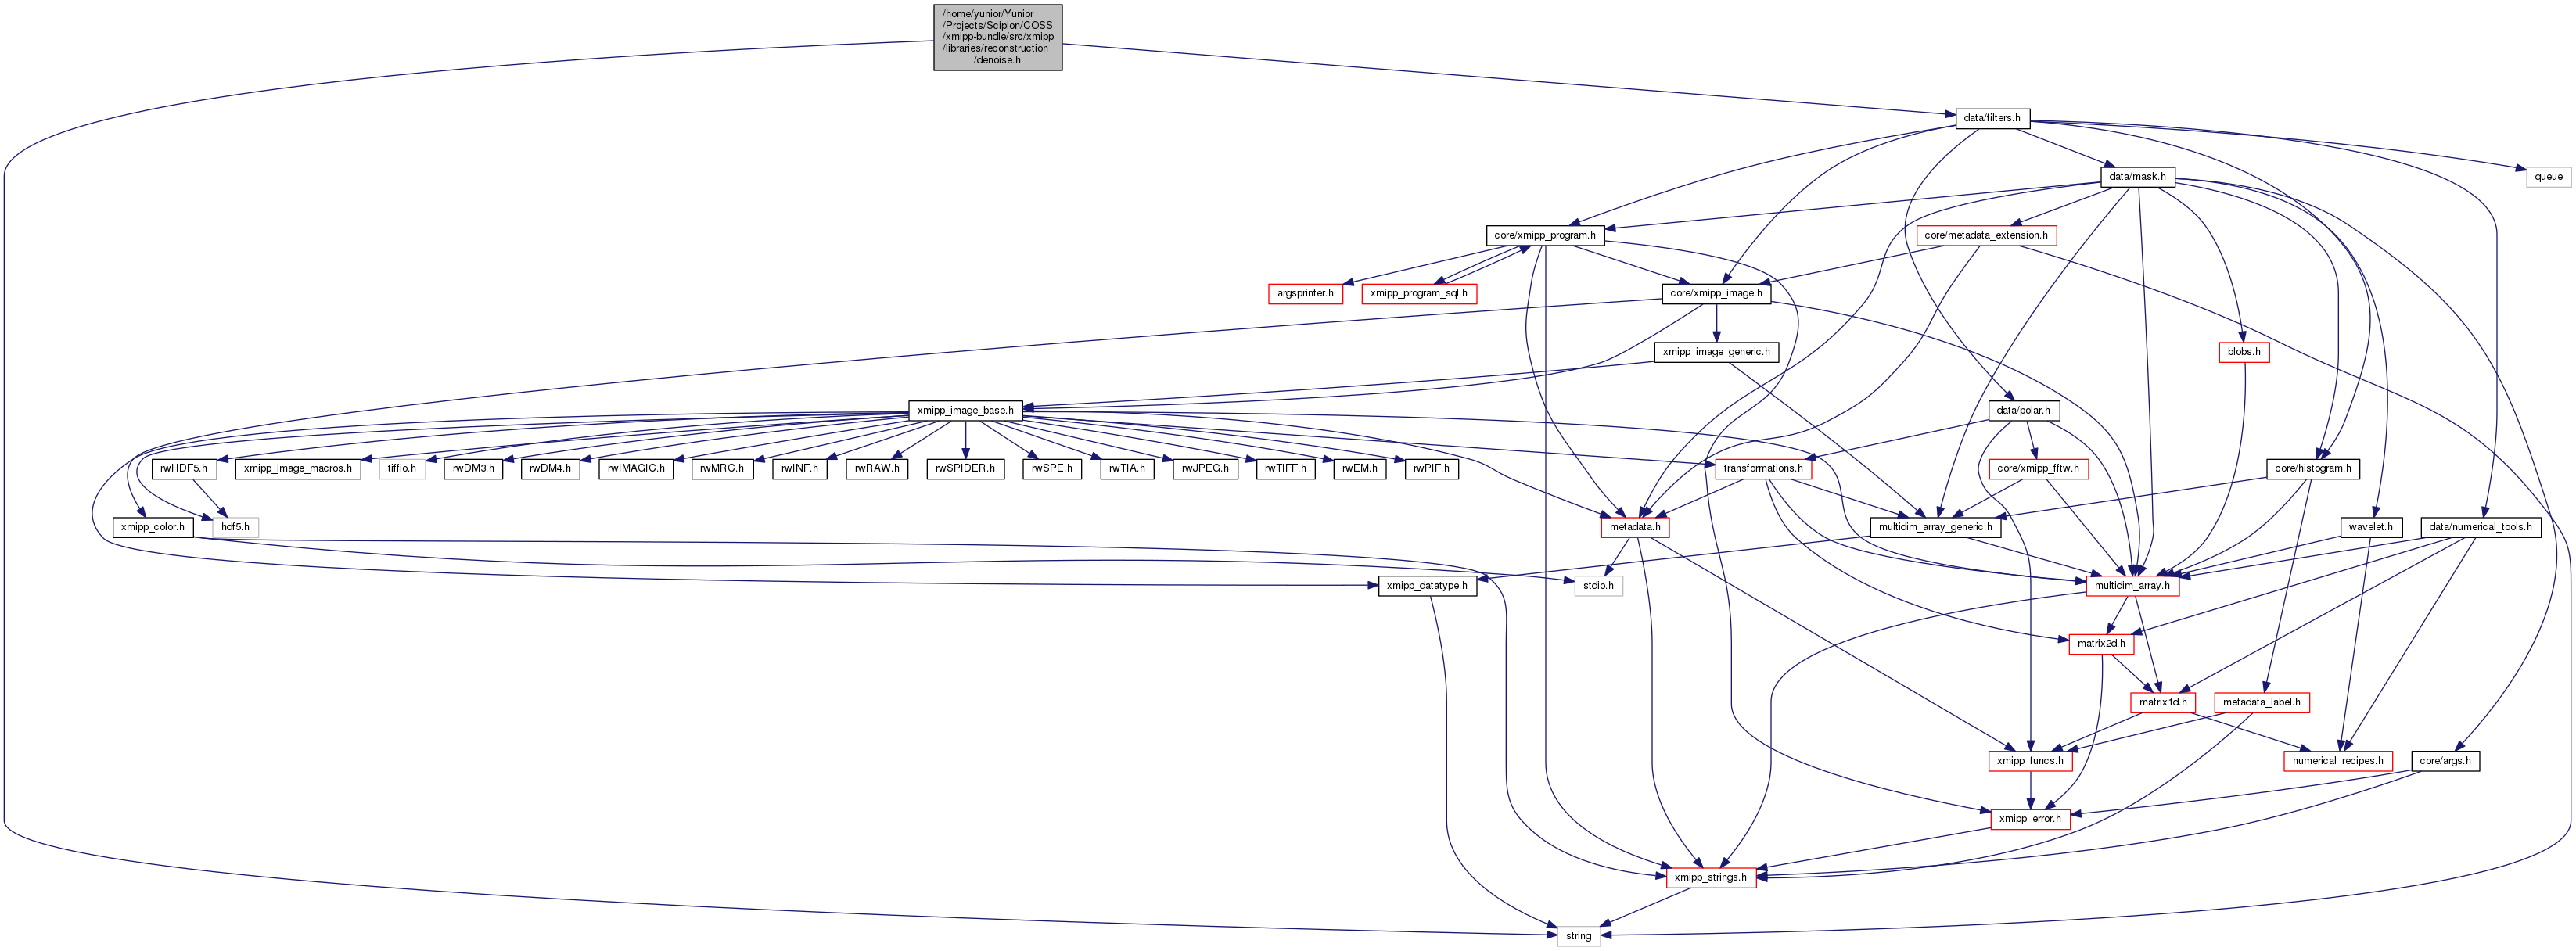 /home/yunior/Yunior
/Projects/Scipion/COSS
/xmipp-bundle/src/xmipp
/libraries/reconstruction
/denoise.h
data/filters.h
data/mask.h
queue
core/xmipp_program.h
core/metadata_extension.h
argsprinter.h
xmipp_program_sql.h
core/xmipp_image.h
xmipp_image_generic.h
blobs.h
xmipp_image_base.h
data/polar.h
rwHDF5.h
xmipp_image_macros.h
tiffio.h
rwDM3.h
rwDM4.h
rwIMAGIC.h
rwMRC.h
rwINF.h
rwRAW.h
rwSPIDER.h
rwSPE.h
rwTIA.h
rwJPEG.h
rwTIFF.h
rwEM.h
rwPIF.h
transformations.h
core/xmipp_fftw.h
core/histogram.h
xmipp_color.h
hdf5.h
metadata.h
multidim_array_generic.h
wavelet.h
data/numerical_tools.h
xmipp_datatype.h
stdio.h
multidim_array.h
matrix2d.h
matrix1d.h
metadata_label.h
xmipp_funcs.h
numerical_recipes.h
core/args.h
xmipp_error.h
xmipp_strings.h
string